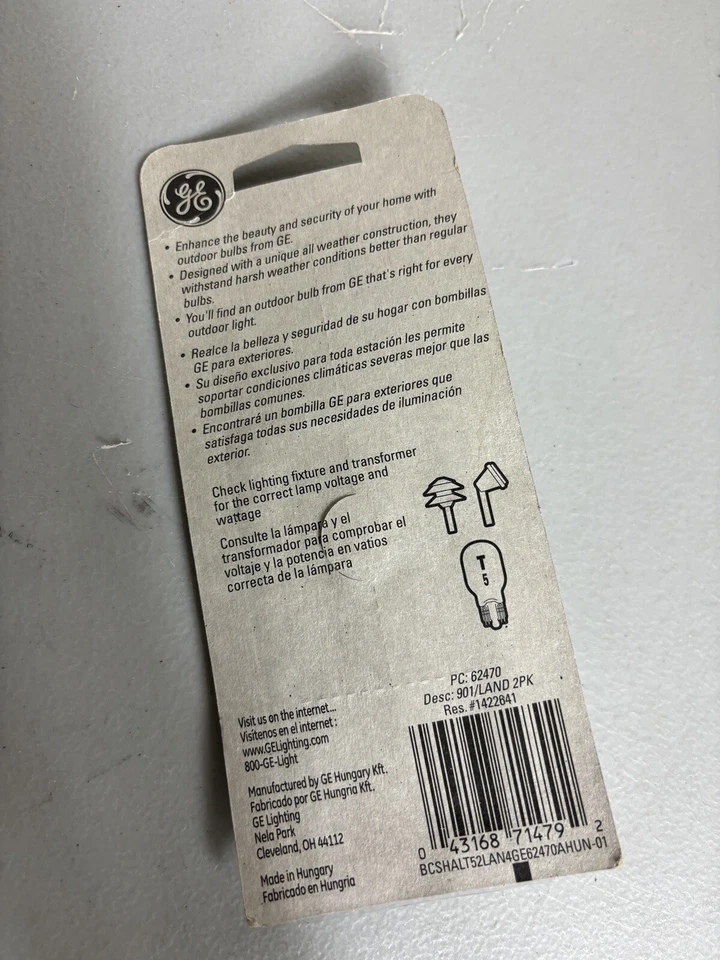 GE
• Enhance the beauty and security of your home with
outdoor bulbs from GE.
• Designed with a unique all weather construction, they
withstand harsh weather conditions better than regular
bulbs.
• You'll find an outdoor bulb from GE that's right for every
outdoor light.
• Realce la belleza y seguridad de su hogar con bombillas
GE para exteriores.
• Su diseño exclusivo para toda estación les permite
soportar condiciones climáticas severas mejor que las
bombillas comunes.
• Encontrará un bombilla GE para exteriores que
satisfaga todas sus necesidades de iluminación
exterior.
Check lighting fixture and transformer
for the correct lamp voltage and
wattage
Consulte la lámpara y el
transformador para comprobar el
voltaje y la potencia en vatios
correcta de la lámpara
T
5
PC: 62470
Desc: 901/LAND 2PK
Res. #1422841
Visit us on the internet...
Visítenos en el internet:
www.GELighting.com
800-GE-Light
Manufactured by GE Hungary Kft.
Fabricado por GE Hungria Kft.
GE Lighting
Nela Park
Cleveland, OH 44112
Made in Hungary
Fabricado en Hungria
0 43168 71479 2
BCSHALT52LAN4GE62470AHUN-01